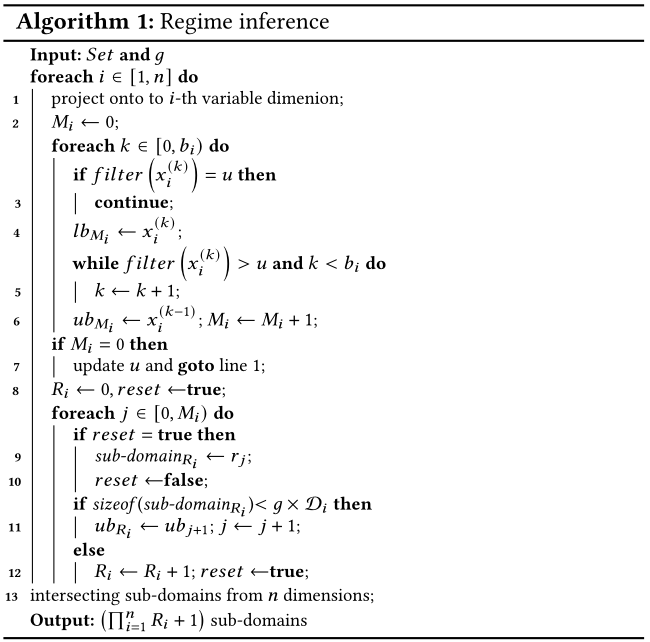 Algorithm 1: Regime inference
Input: Set and g
foreach i ∈ [1, n] do
1 project onto to i-th variable dimenion;
2 M_i ← 0;
foreach k ∈ [0, b_i) do
if filter(x_i^(k)) = u then
3 continue;
4 lb_{M_i} ← x_i^(k);
while filter(x_i^(k)) > u and k < b_i do
5 k ← k + 1;
6 ub_{M_i} ← x_i^(k−1); M_i ← M_i + 1;
if M_i = 0 then
7 update u and goto line 1;
8 R_i ← 0, reset ←true;
foreach j ∈ [0, M_i) do
if reset = true then
9 sub-domain_{R_i} ← r_j;
10 reset ←false;
if sizeof(sub-domain_{R_i})< g × 𝒟_i then
11 ub_{R_i} ← ub_{j+1}; j ← j + 1;
else
12 R_i ← R_i + 1; reset ←true;
13 intersecting sub-domains from n dimensions;
Output: (∏_{i=1}^n R_i + 1) sub-domains